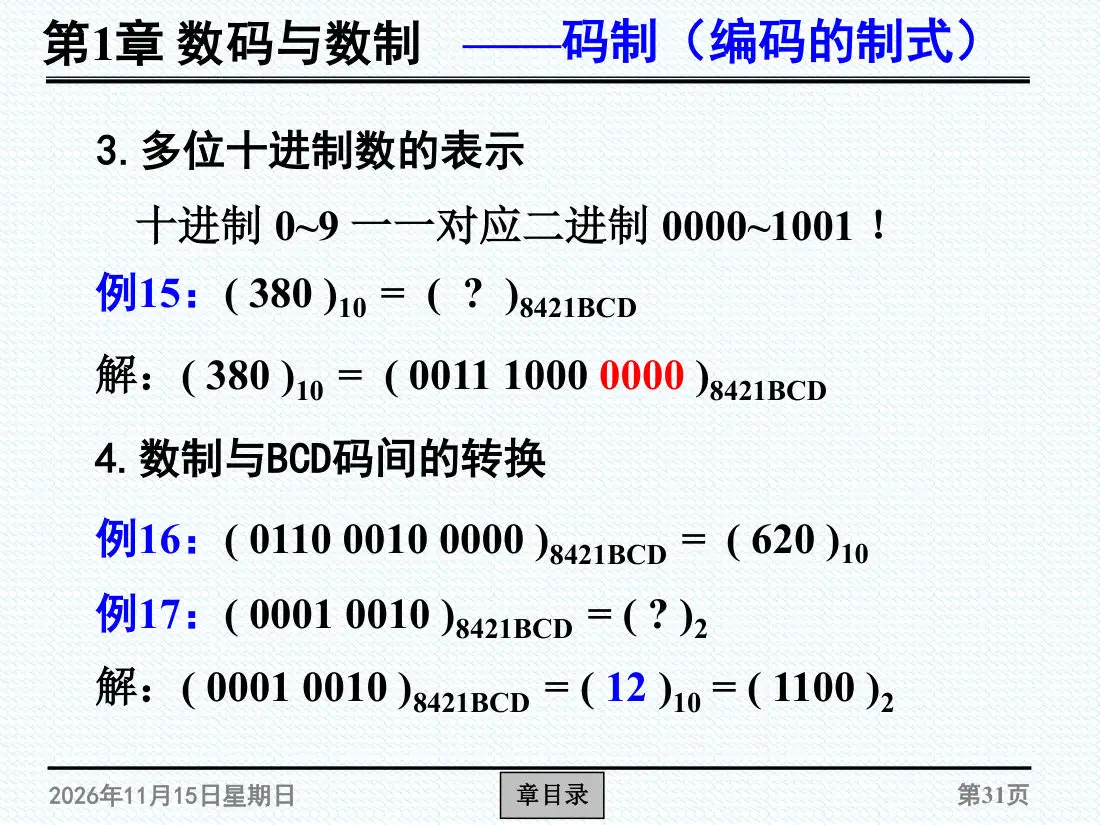 第1章 数码与数制 ——码制（编码的制式）
3.多位十进制数的表示
十进制 0~9 一一对应二进制 0000~1001！
例15：( 380 )10 = ( ? )8421BCD
解：( 380 )10 = ( 0011 1000 0000 )8421BCD
4.数制与BCD码间的转换
例16：( 0110 0010 0000 )8421BCD = ( 620 )10
例17：( 0001 0010 )8421BCD = ( ? )2
解：( 0001 0010 )8421BCD = ( 12 )10 = ( 1100 )2
2026年11月15日星期日 章目录 第31页